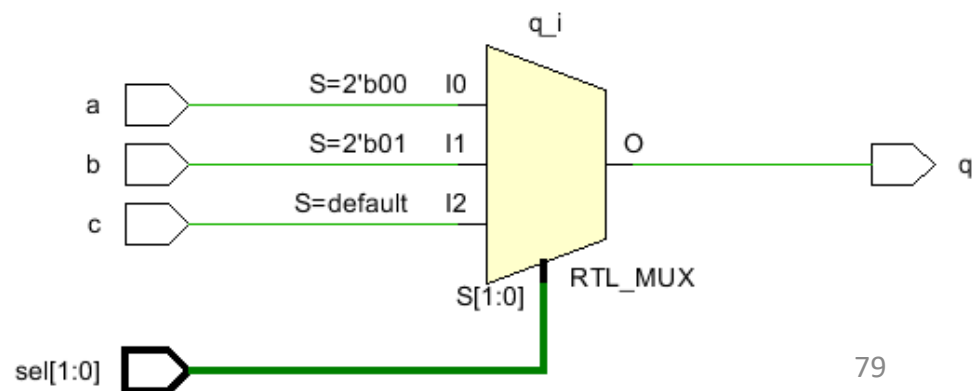 q_i
a S=2'b00 I0
b S=2'b01 I1 O q
c S=default I2
S[1:0] RTL_MUX
sel[1:0]
79